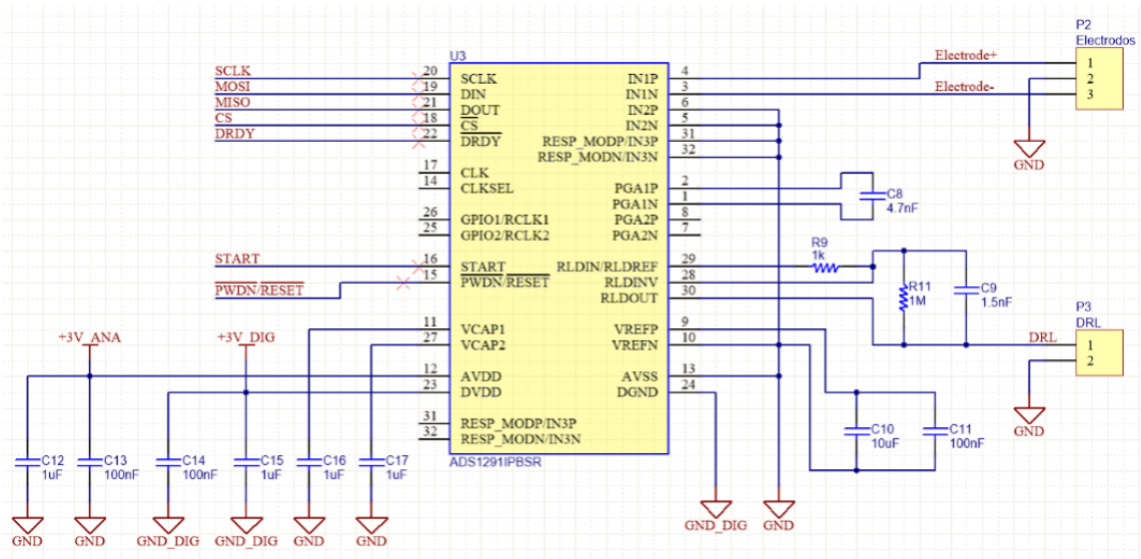 U3
P2
Electrodos
SCLK 20 SCLK IN1P 4 Electrode+ 1
MOSI 19 DIN IN1N 3 Electrode- 2
MISO 21 DOUT IN2P 6 3
CS 18 CS IN2N 5
DRDY 22 DRDY RESP_MODP/IN3P 31
RESP_MODN/IN3N 32 GND
17 CLK
14 CLKSEL PGA1P 2
PGA1N 1 C8
26 GPIO1/RCLK1 PGA2P 8 4.7nF
25 GPIO2/RCLK2 PGA2N 7
R9
1k
START 16 START RLDIN/RLDREF 29
PWDN/RESET 15 PWDN/RESET RLDINV 28
RLDOUT 30
R11
1M
C9
1.5nF
P3
DRL
11 VCAP1 VREFP 9
+3V_ANA +3V_DIG 27 VCAP2 VREFN 10 DRL 1
2
12 AVDD AVSS 13
23 DVDD DGND 24
GND
31 RESP_MODP/IN3P
32 RESP_MODN/IN3N
C10
10uF
C11
100nF
ADS1291IPBSR
C12 C13 C14 C15 C16 C17
1uF 100nF 100nF 1uF 1uF 1uF
GND GND GND_DIG GND_DIG GND GND GND_DIG GND